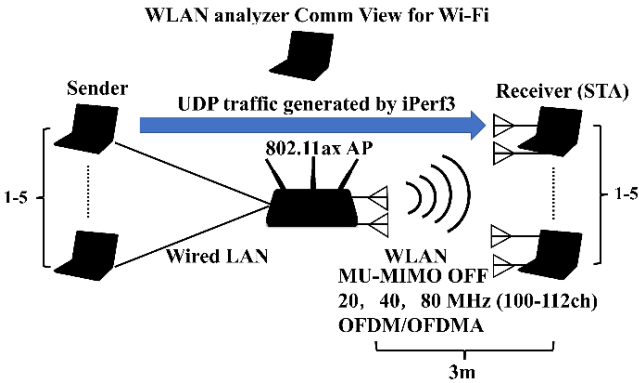 WLAN analyzer Comm View for Wi-Fi
Sender
Receiver (STA)
UDP traffic generated by iPerf3
802.11ax AP
1-5
1-5
Wired LAN
WLAN
MU-MIMO OFF
20, 40, 80 MHz (100-112ch)
OFDM/OFDMA
3m